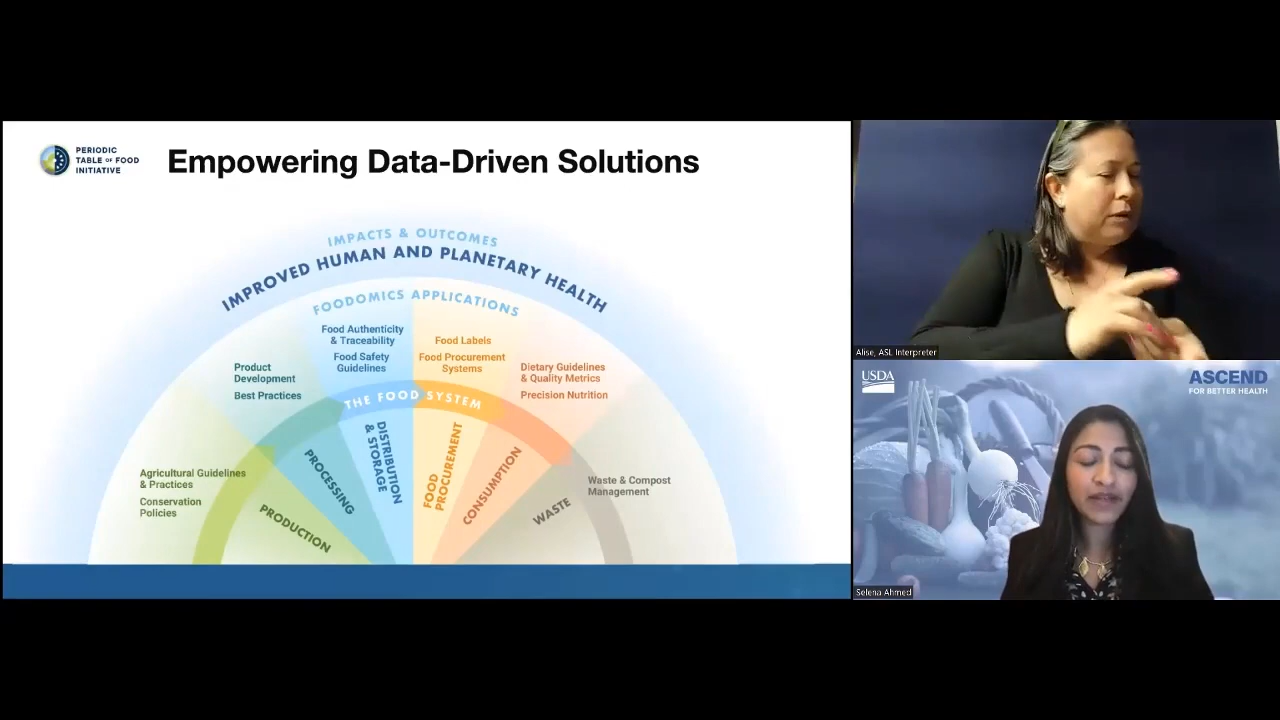 PERIODIC
TABLE OF FOOD
INITIATIVE
Empowering Data-Driven Solutions
IMPACTS & OUTCOMES
IMPROVED HUMAN AND PLANETARY HEALTH
FOODOMICS APPLICATIONS
Food Authenticity
& Traceability
Food Safety
Guidelines
Food Labels
Food Procurement
Systems
Product
Development
Best Practices
Dietary Guidelines
& Quality Metrics
Precision Nutrition
THE FOOD SYSTEM
Agricultural Guidelines
& Practices
Conservation
Policies
Waste & Compost
Management
PRODUCTION
PROCESSING
DISTRIBUTION
& STORAGE
FOOD
PROCUREMENT
CONSUMPTION
WASTE
Alise, ASL Interpreter
USDA
ASCEND
FOR BETTER HEALTH
Selena Ahmed